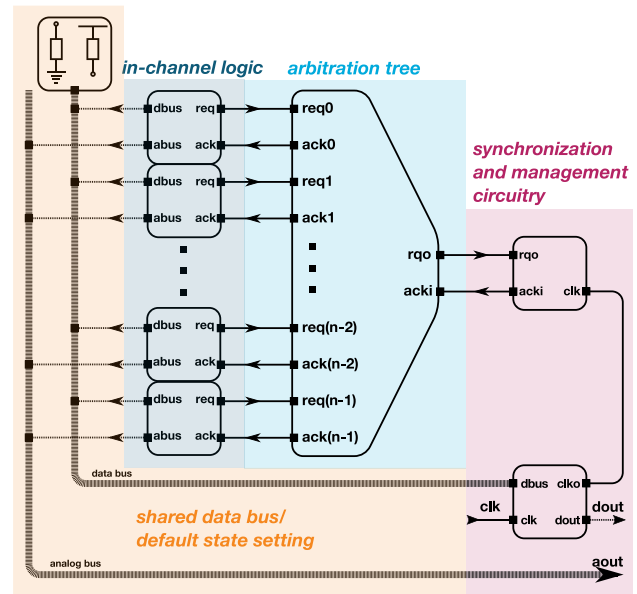 in-channel logic
arbitration tree
synchronization
and management
circuitry
dbus req
abus ack
dbus req
abus ack
dbus req
abus ack
dbus req
abus ack
req0
ack0
req1
ack1
req(n-2)
ack(n-2)
req(n-1)
ack(n-1)
rqo
acki
rqo
acki clk
data bus
dbus clko
clk
clk dout
dout
shared data bus/
default state setting
analog bus
aout